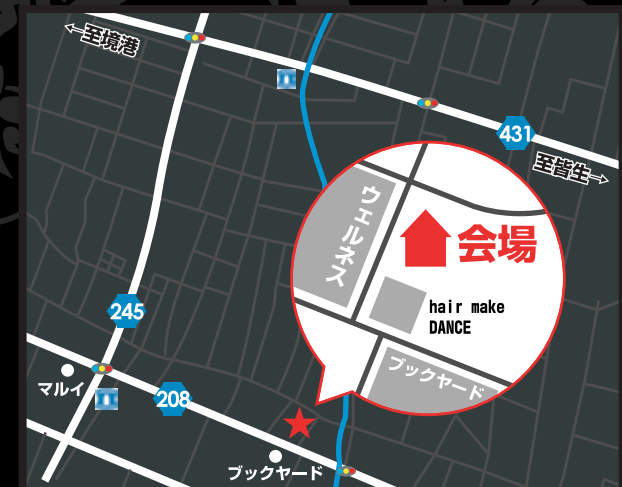 ←至境港
431
至皆生→
ウェルネス
会場
hair make
DANCE
ブックヤード
245
マルイ
208
ブックヤード